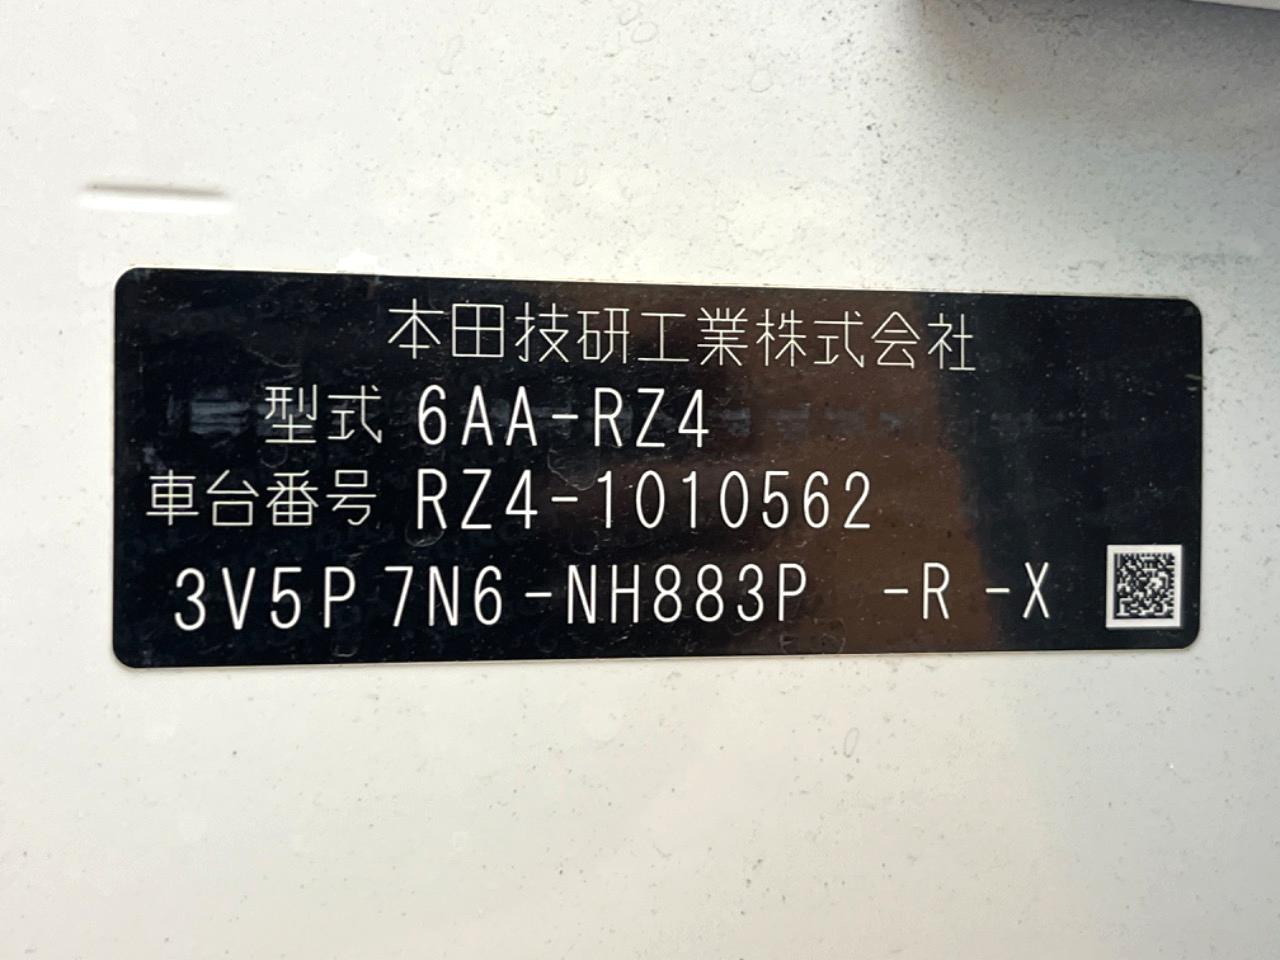 本田技研工業株式会社
型式 6AA-RZ4
車台番号 RZ4-1010562
3V5P 7N6-NH883P -R -X